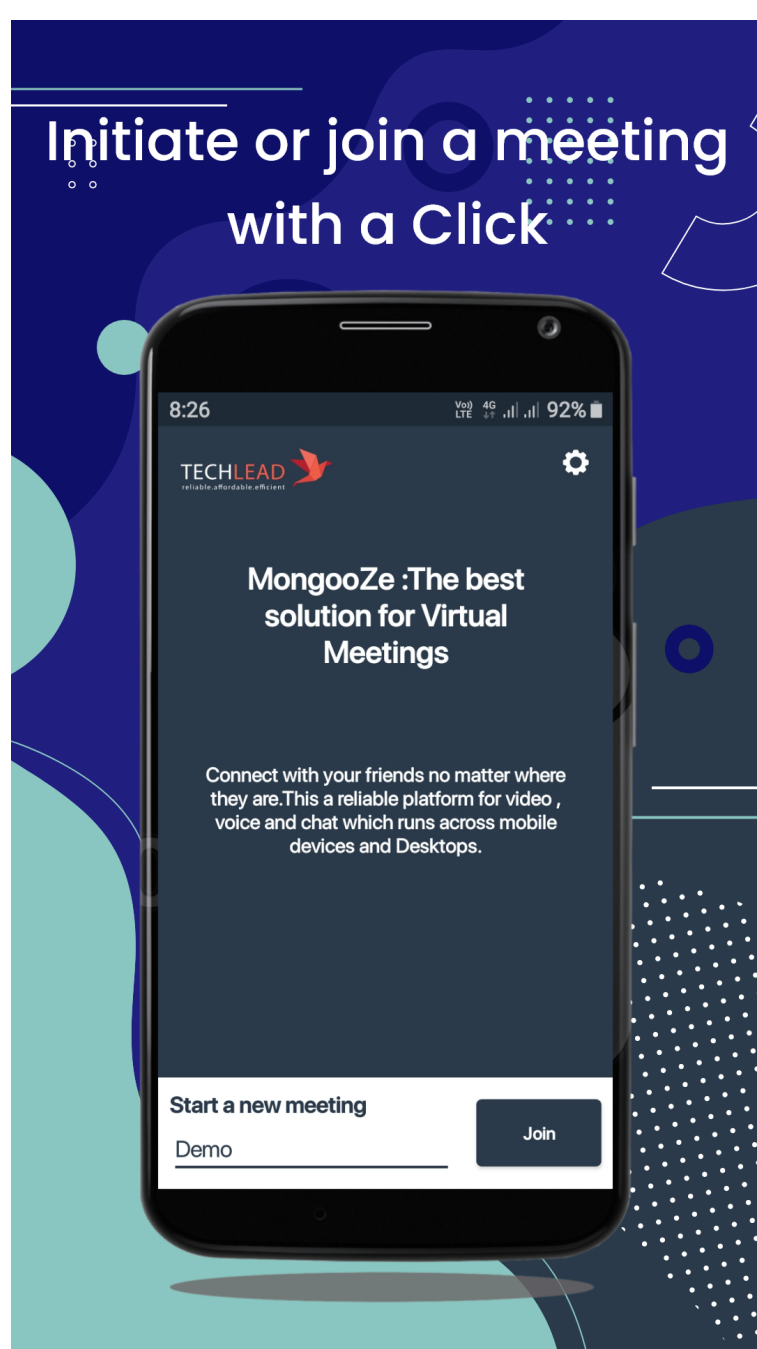 Initiate or join a meeting
with a Click
8:26
Vo)) LTE 4G 92%
TECHLEAD
reliable.affordable.efficient
MongooZe :The best
solution for Virtual
Meetings
Connect with your friends no matter where
they are.This a reliable platform for video ,
voice and chat which runs across mobile
devices and Desktops.
Start a new meeting
Demo
Join